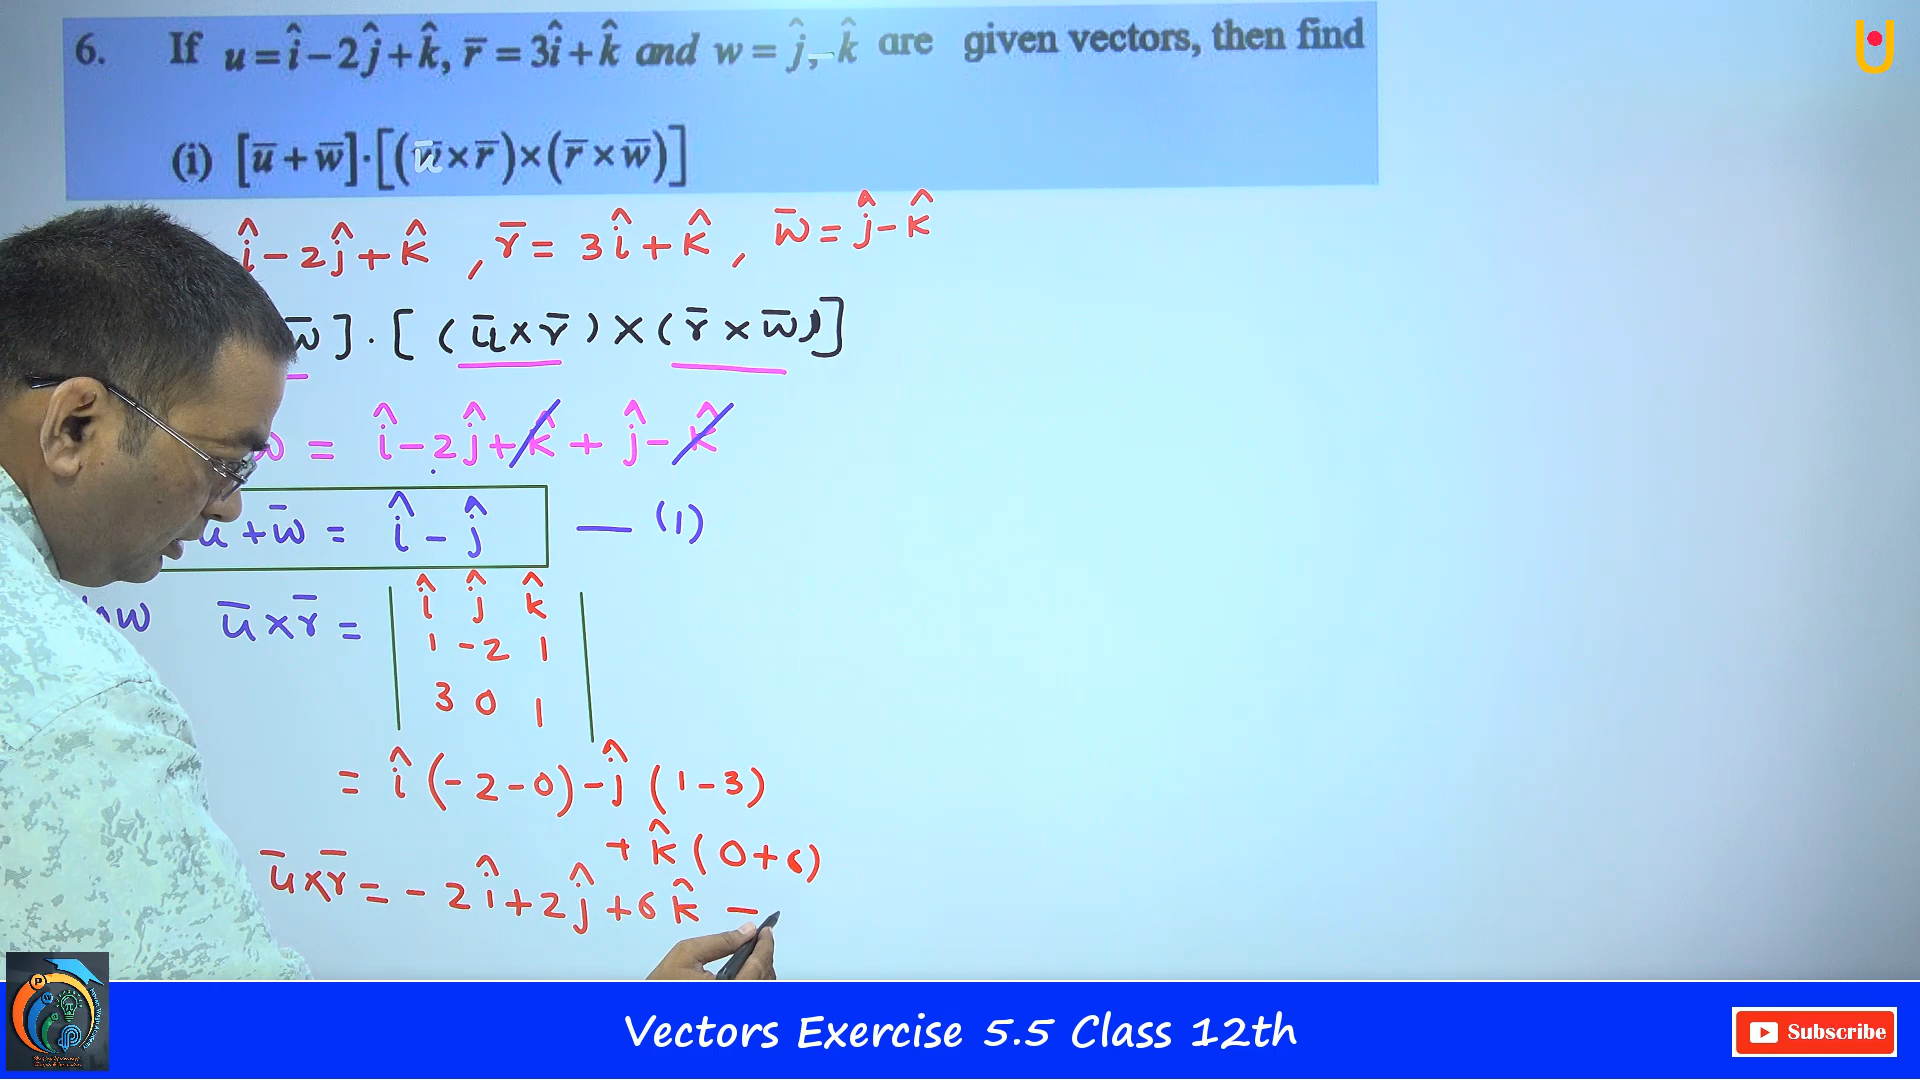 6. If u = î − 2ĵ + k̂, r̄ = 3î + k̂ and w = ĵ, − k̂ are given vectors, then find
(i) [ū + w̄]·[(ū × r̄) × (r̄ × w̄)]
î − 2ĵ + k̂ , r̄ = 3î + k̂ , w̄ = ĵ − k̂
w̄ ] . [ ( ū × r̄ ) × ( r̄ × w̄ ) ]
w = î − 2ĵ + k̂ + ĵ − k̂
u + w̄ = î − ĵ — (1)
ū × r̄ =
î ĵ k̂
1 −2 1
3 0 1
= î (−2−0) − ĵ (1−3)
+ k̂ (0+6)
ū × r̄ = −2î + 2ĵ + 6k̂ −
Vectors Exercise 5.5 Class 12th
Subscribe